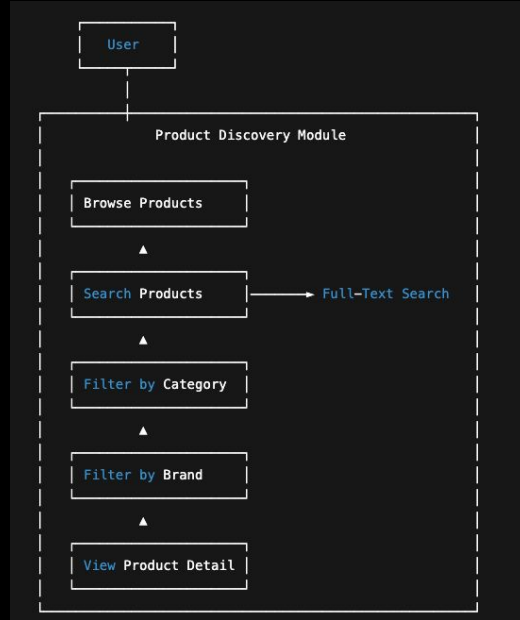 User
Product Discovery Module
Browse Products
Search Products
Full-Text Search
Filter by Category
Filter by Brand
View Product Detail